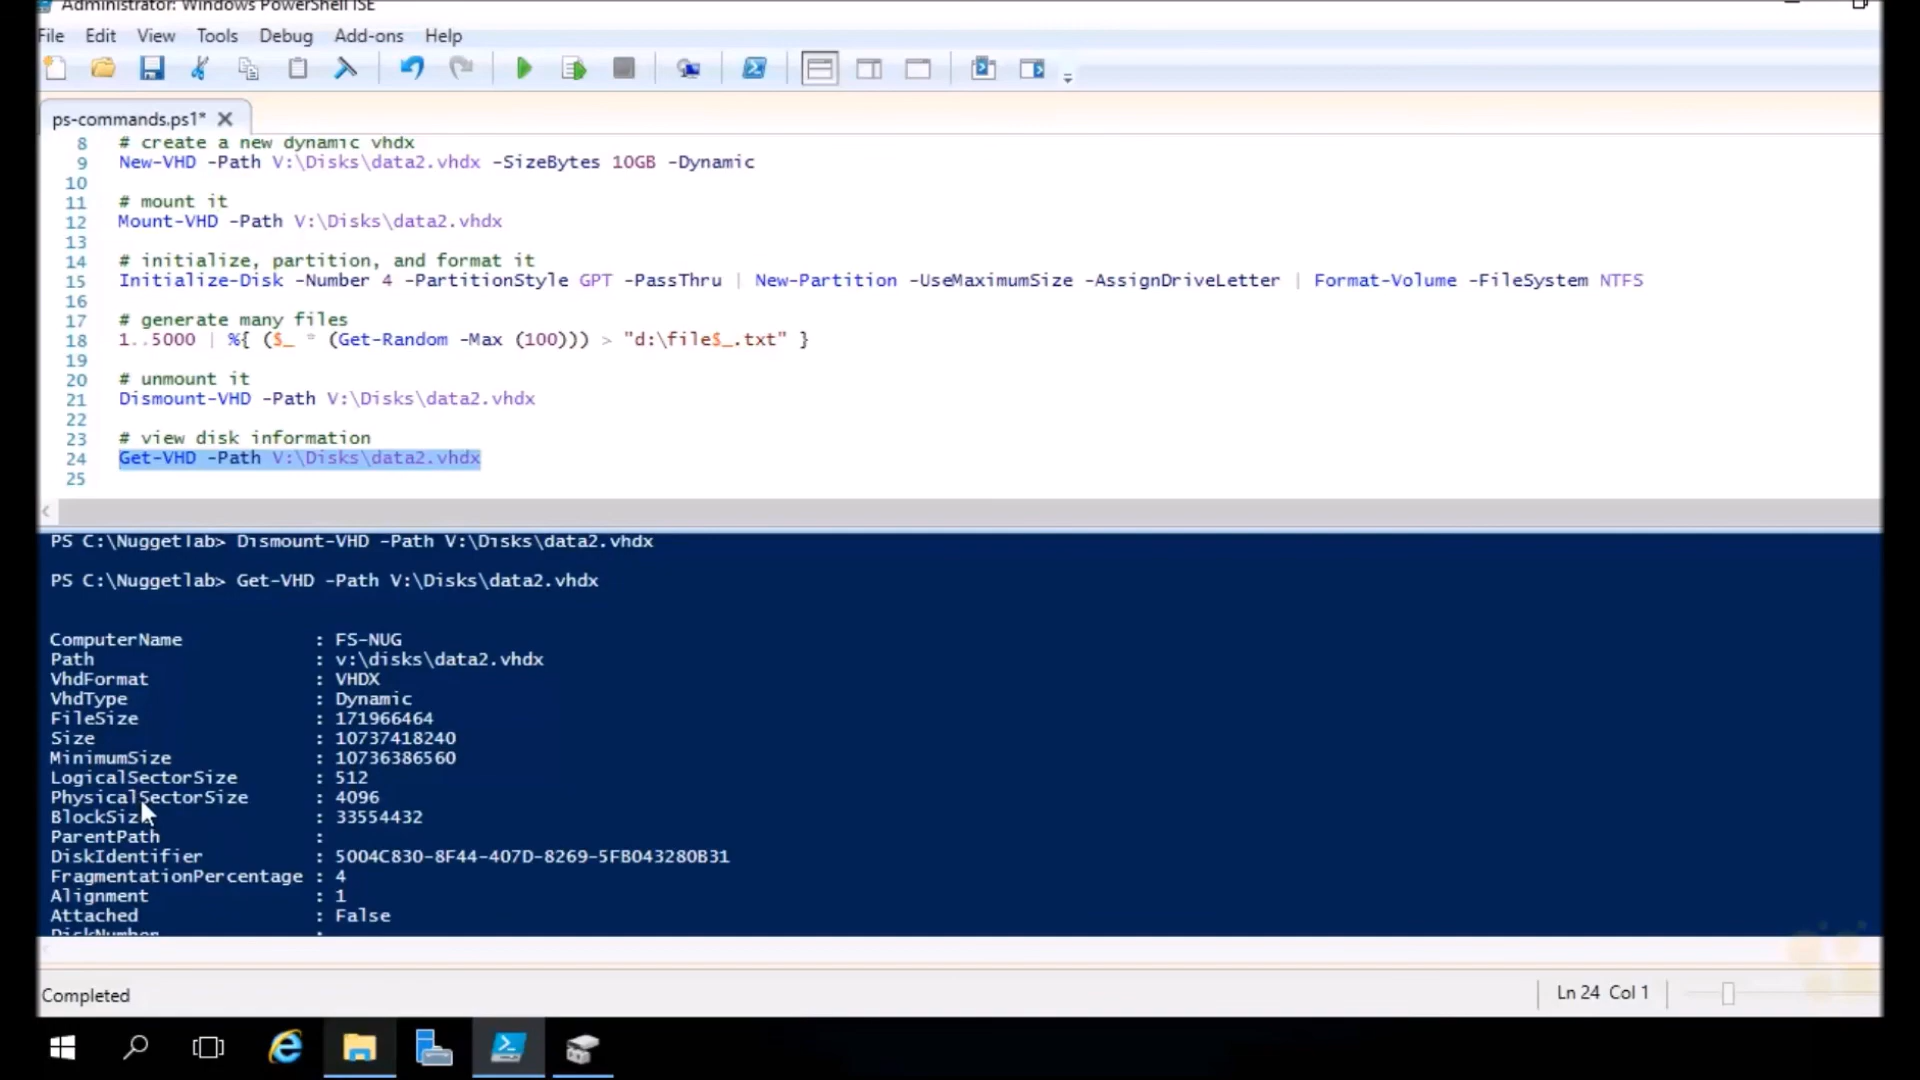 Administrator: Windows PowerShell ISE
File Edit View Tools Debug Add-ons Help
ps-commands.ps1*
8 # create a new dynamic vhdx
9 New-VHD -Path V:\Disks\data2.vhdx -SizeBytes 10GB -Dynamic
10
11 # mount it
12 Mount-VHD -Path V:\Disks\data2.vhdx
13
14 # initialize, partition, and format it
15 Initialize-Disk -Number 4 -PartitionStyle GPT -PassThru | New-Partition -UseMaximumSize -AssignDriveLetter | Format-Volume -FileSystem NTFS
16
17 # generate many files
18 1..5000 | %{ ($_ * (Get-Random -Max (100))) > "d:\file$_.txt" }
19
20 # unmount it
21 Dismount-VHD -Path V:\Disks\data2.vhdx
22
23 # view disk information
24 Get-VHD -Path V:\Disks\data2.vhdx
25
PS C:\Nuggetlab> Dismount-VHD -Path V:\Disks\data2.vhdx
PS C:\Nuggetlab> Get-VHD -Path V:\Disks\data2.vhdx
ComputerName : FS-NUG
Path : v:\disks\data2.vhdx
VhdFormat : VHDX
VhdType : Dynamic
FileSize : 171966464
Size : 10737418240
MinimumSize : 10736386560
LogicalSectorSize : 512
PhysicalSectorSize : 4096
BlockSize : 33554432
ParentPath :
DiskIdentifier : 5004C830-8F44-407D-8269-5FB043280B31
FragmentationPercentage : 4
Alignment : 1
Attached : False
DiskNumber :
Completed
Ln 24 Col 1